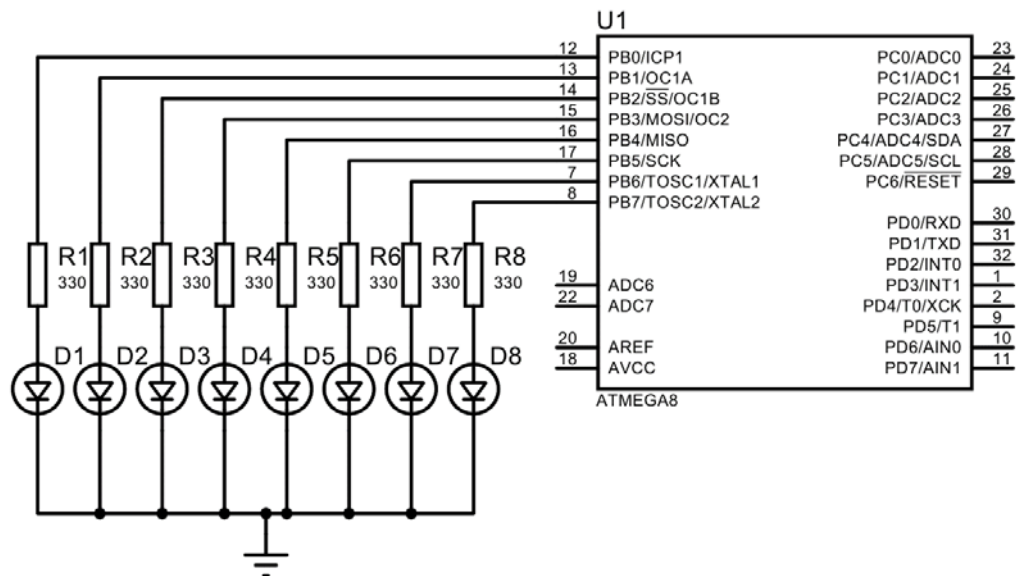 U1
12 PB0/ICP1 PC0/ADC0 23
13 PB1/OC1A PC1/ADC1 24
14 PB2/SS/OC1B PC2/ADC2 25
15 PB3/MOSI/OC2 PC3/ADC3 26
16 PB4/MISO PC4/ADC4/SDA 27
17 PB5/SCK PC5/ADC5/SCL 28
7 PB6/TOSC1/XTAL1 PC6/RESET 29
8 PB7/TOSC2/XTAL2
PD0/RXD 30
PD1/TXD 31
R1 R2 R3 R4 R5 R6 R7 R8 PD2/INT0 32
330 330 330 330 330 330 330 330
19 ADC6 PD3/INT1 1
22 ADC7 PD4/T0/XCK 2
PD5/T1 9
20 AREF PD6/AIN0 10
D1 D2 D3 D4 D5 D6 D7 D8
18 AVCC PD7/AIN1 11
ATMEGA8